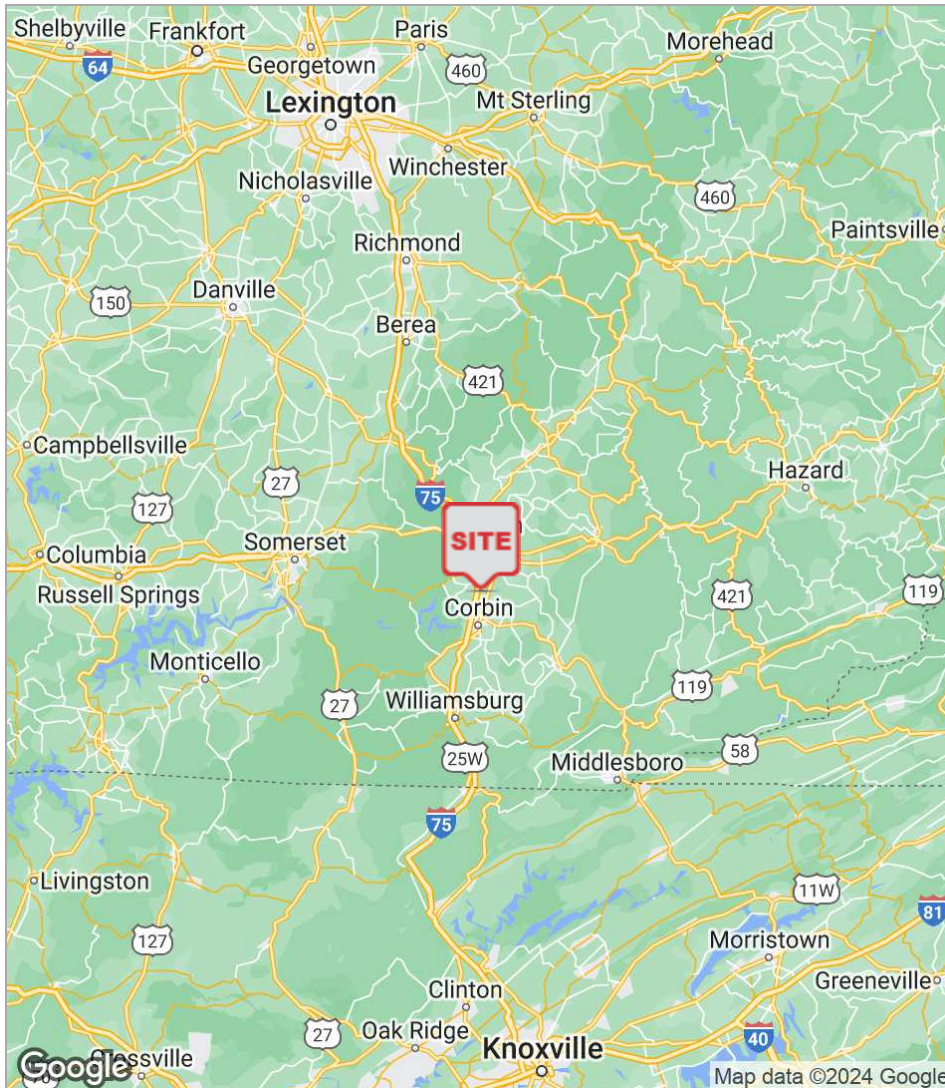 Shelbyville
Frankfort
Paris
Morehead
64
Georgetown
460
Lexington
Mt Sterling
Winchester
Nicholasville
460
Richmond
Paintsville
150
Danville
Berea
421
Campbellsville
27
Hazard
75
127
SITE
Columbia
Somerset
Russell Springs
119
421
Corbin
Monticello
119
27
Williamsburg
25W
58
Middlesboro
75
Livingston
11W
81
127
Morristown
Greeneville
Clinton
27
Oak Ridge
Knoxville
40
Google
Map data ©2024 Google